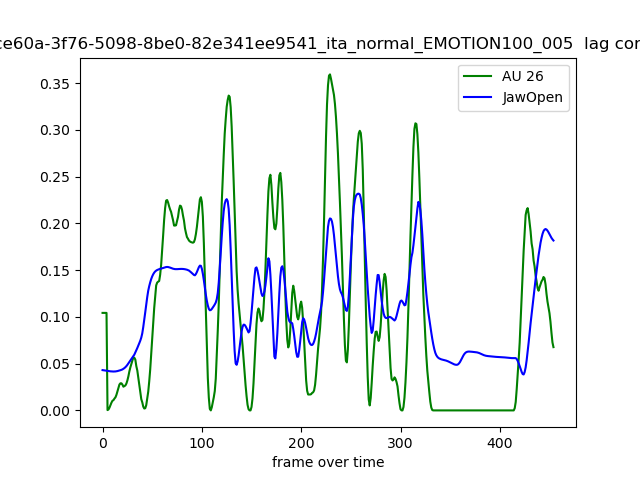 ce60a-3f76-5098-8be0-82e341ee9541_ita_normal_EMOTION100_005 lag cor
AU 26
JawOpen
0.35
0.30
0.25
0.20
0.15
0.10
0.05
0.00
0 100 200 300 400
frame over time